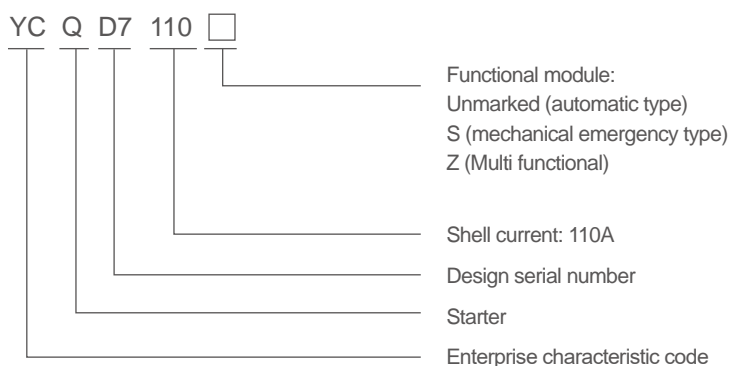 YC Q D7 110 □
Functional module:
Unmarked (automatic type)
S (mechanical emergency type)
Z (Multi functional)
Shell current: 110A
Design serial number
Starter
Enterprise characteristic code